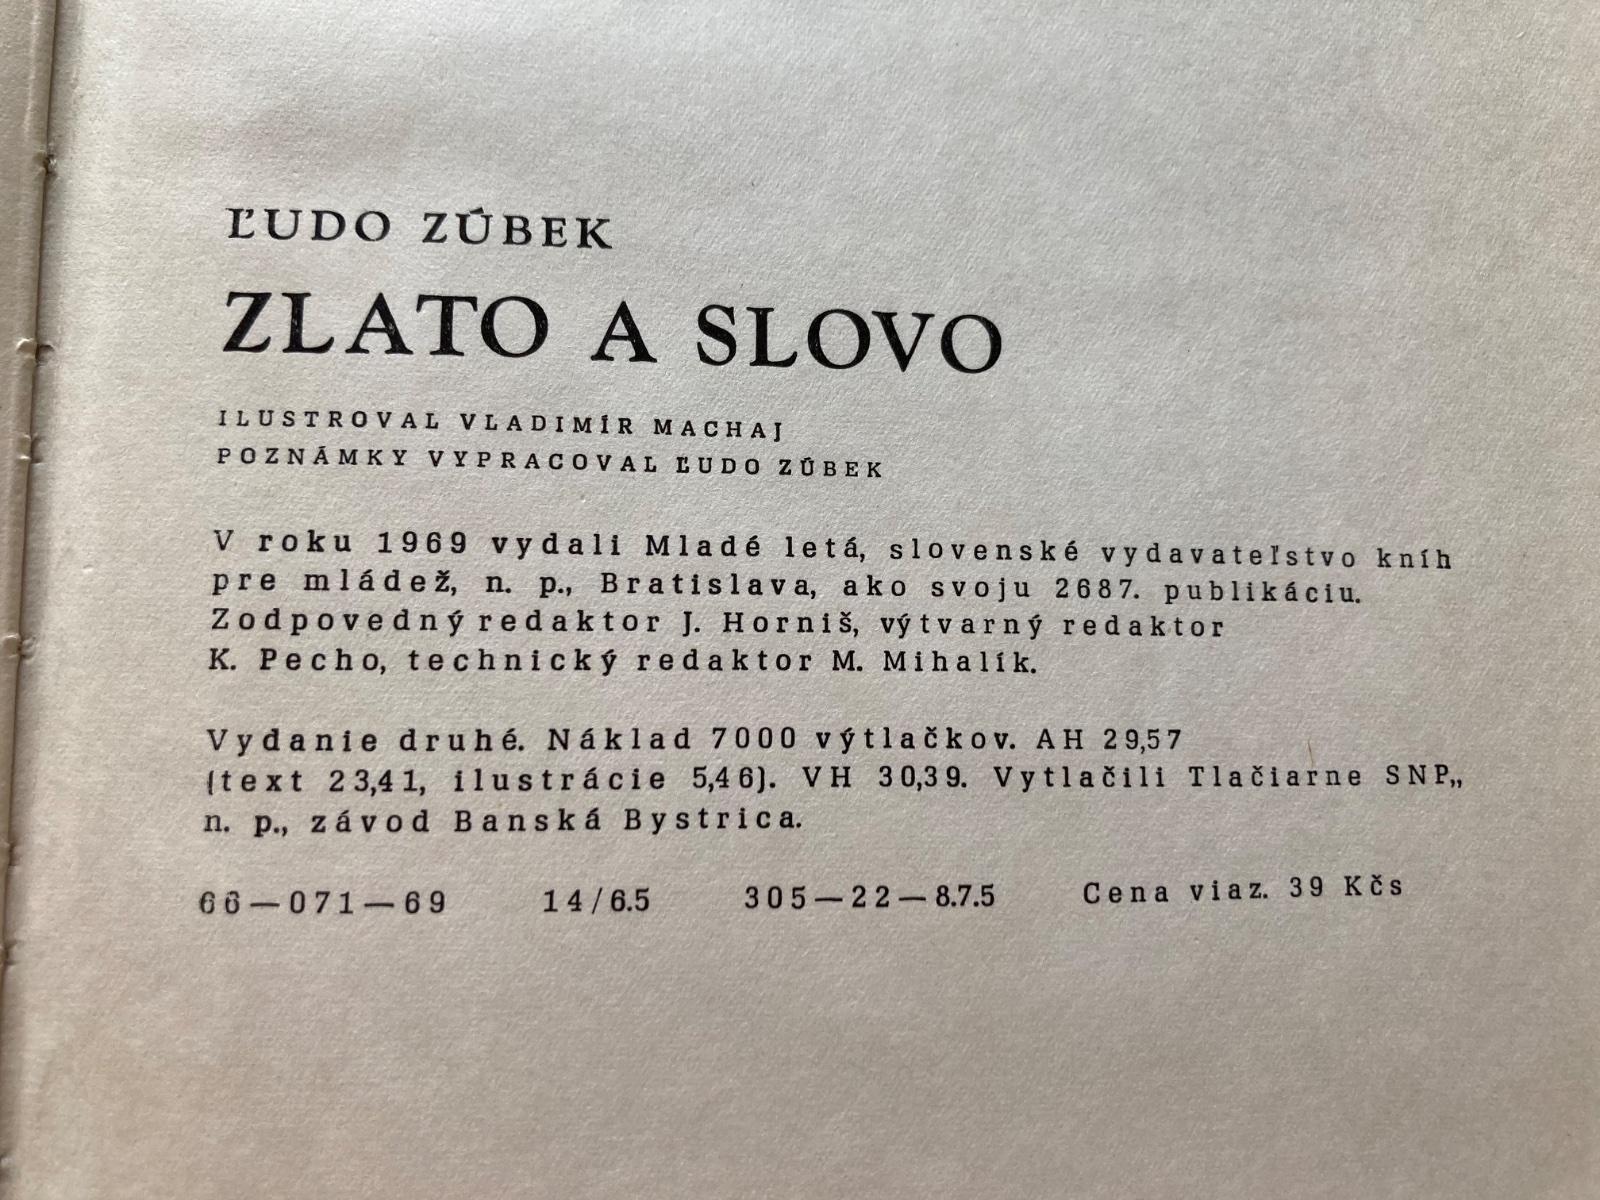 ĽUDO ZÚBEK
ZLATO A SLOVO
ILUSTROVAL VLADIMÍR MACHAJ
POZNÁMKY VYPRACOVAL ĽUDO ZÚBEK
V roku 1969 vydali Mladé letá, slovenské vydavateľstvo kníh
pre mládež, n. p., Bratislava, ako svoju 2687. publikáciu.
Zodpovedný redaktor J. Horniš, výtvarný redaktor
K. Pecho, technický redaktor M. Mihalík.
Vydanie druhé. Náklad 7000 výtlačkov. AH 29,57
(text 23,41, ilustrácie 5,46). VH 30,39. Vytlačili Tlačiarne SNP,,
n. p., závod Banská Bystrica.
66—071—69 14/6.5 305—22—8.7.5 Cena viaz. 39 Kčs